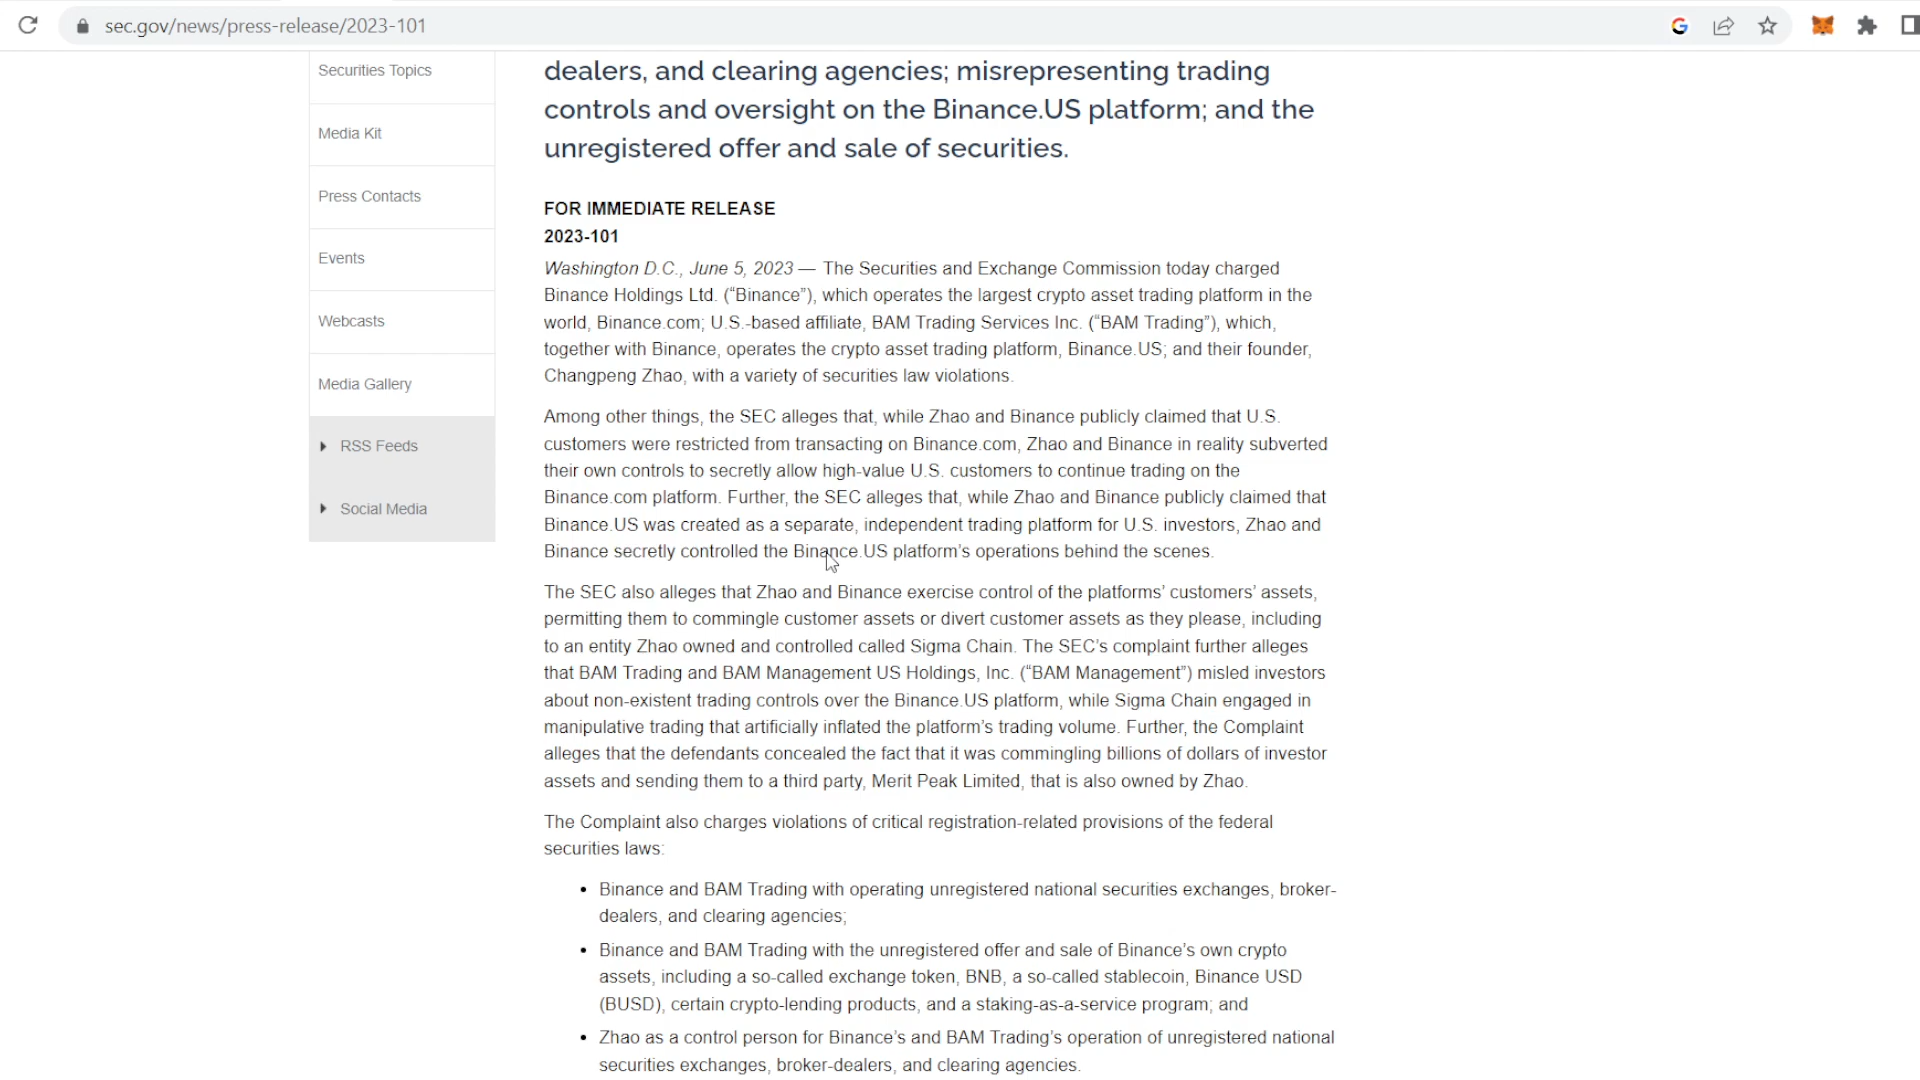 sec.gov/news/press-release/2023-101
Securities Topics
Media Kit
Press Contacts
Events
Webcasts
Media Gallery
RSS Feeds
Social Media
dealers, and clearing agencies; misrepresenting trading
controls and oversight on the Binance.US platform; and the
unregistered offer and sale of securities.
FOR IMMEDIATE RELEASE
2023-101
Washington D.C., June 5, 2023 — The Securities and Exchange Commission today charged
Binance Holdings Ltd. (“Binance”), which operates the largest crypto asset trading platform in the
world, Binance.com; U.S.-based affiliate, BAM Trading Services Inc. (“BAM Trading”), which,
together with Binance, operates the crypto asset trading platform, Binance.US; and their founder,
Changpeng Zhao, with a variety of securities law violations.
Among other things, the SEC alleges that, while Zhao and Binance publicly claimed that U.S.
customers were restricted from transacting on Binance.com, Zhao and Binance in reality subverted
their own controls to secretly allow high-value U.S. customers to continue trading on the
Binance.com platform. Further, the SEC alleges that, while Zhao and Binance publicly claimed that
Binance.US was created as a separate, independent trading platform for U.S. investors, Zhao and
Binance secretly controlled the Binance.US platform’s operations behind the scenes.
The SEC also alleges that Zhao and Binance exercise control of the platforms’ customers’ assets,
permitting them to commingle customer assets or divert customer assets as they please, including
to an entity Zhao owned and controlled called Sigma Chain. The SEC’s complaint further alleges
that BAM Trading and BAM Management US Holdings, Inc. (“BAM Management”) misled investors
about non-existent trading controls over the Binance.US platform, while Sigma Chain engaged in
manipulative trading that artificially inflated the platform’s trading volume. Further, the Complaint
alleges that the defendants concealed the fact that it was commingling billions of dollars of investor
assets and sending them to a third party, Merit Peak Limited, that is also owned by Zhao.
The Complaint also charges violations of critical registration-related provisions of the federal
securities laws:
• Binance and BAM Trading with operating unregistered national securities exchanges, broker-
dealers, and clearing agencies;
• Binance and BAM Trading with the unregistered offer and sale of Binance’s own crypto
assets, including a so-called exchange token, BNB, a so-called stablecoin, Binance USD
(BUSD), certain crypto-lending products, and a staking-as-a-service program; and
• Zhao as a control person for Binance’s and BAM Trading’s operation of unregistered national
securities exchanges, broker-dealers, and clearing agencies.